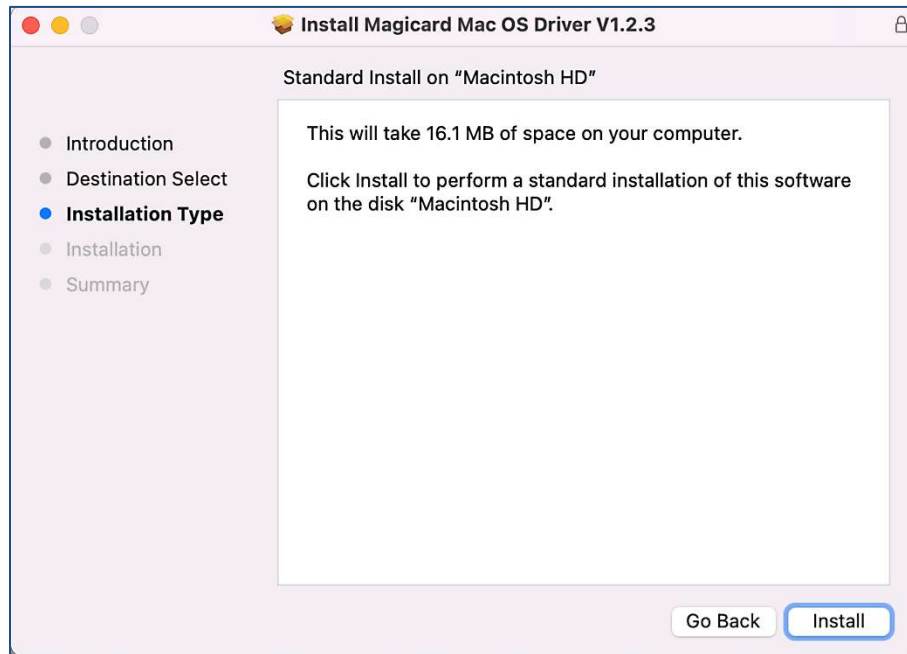 Install Magicard Mac OS Driver V1.2.3
Standard Install on “Macintosh HD”
Introduction
Destination Select
Installation Type
Installation
Summary
This will take 16.1 MB of space on your computer.
Click Install to perform a standard installation of this software
on the disk “Macintosh HD”.
Go Back
Install